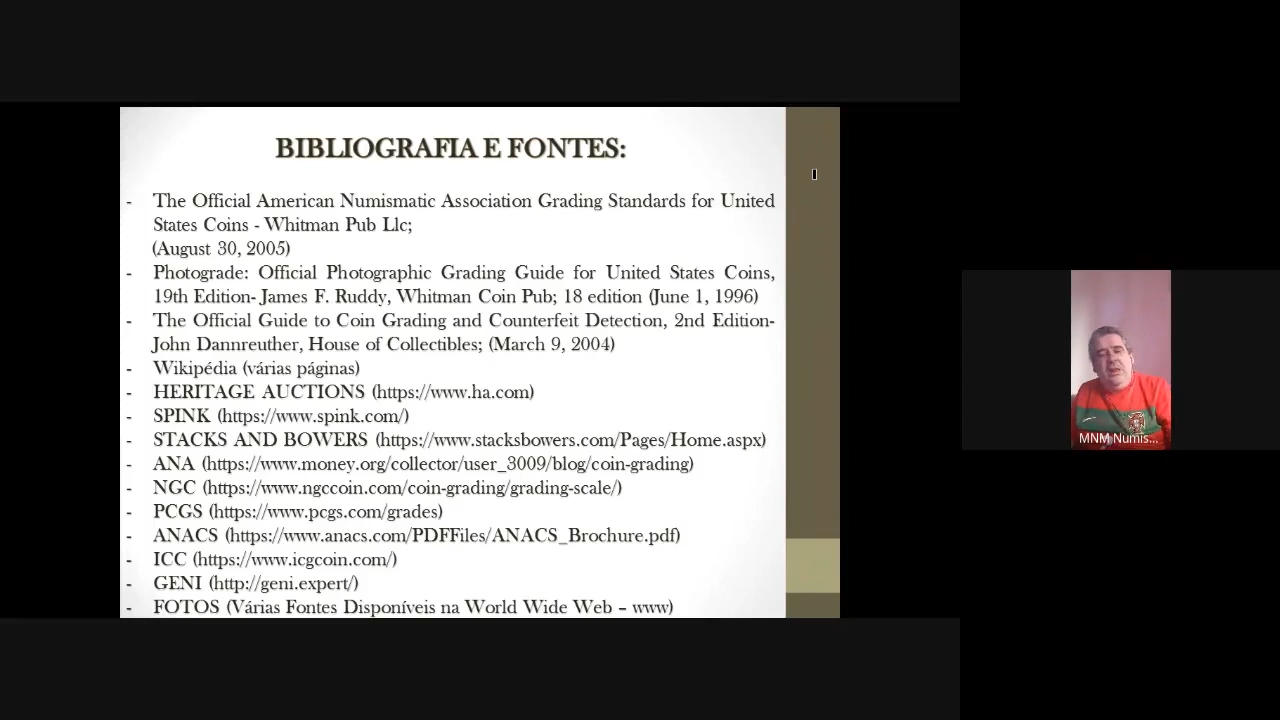 BIBLIOGRAFIA E FONTES:
- The Official American Numismatic Association Grading Standards for United
States Coins - Whitman Pub Llc;
(August 30, 2005)
- Photograde: Official Photographic Grading Guide for United States Coins,
19th Edition- James F. Ruddy, Whitman Coin Pub; 18 edition (June 1, 1996)
- The Official Guide to Coin Grading and Counterfeit Detection, 2nd Edition-
John Dannreuther, House of Collectibles; (March 9, 2004)
- Wikipédia (várias páginas)
- HERITAGE AUCTIONS (https://www.ha.com)
- SPINK (https://www.spink.com/)
- STACKS AND BOWERS (https://www.stacksbowers.com/Pages/Home.aspx)
- ANA (https://www.money.org/collector/user_3009/blog/coin-grading)
- NGC (https://www.ngccoin.com/coin-grading/grading-scale/)
- PCGS (https://www.pcgs.com/grades)
- ANACS (https://www.anacs.com/PDFFiles/ANACS_Brochure.pdf)
- ICC (https://www.icgcoin.com/)
- GENI (http://geni.expert/)
- FOTOS (Várias Fontes Disponíveis na World Wide Web – www)
MNM Numis...